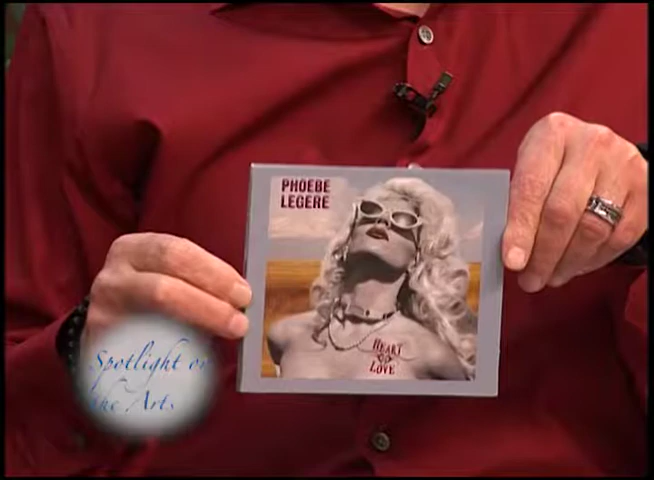 PHOEBE
LEGERE
HEART
OF
LOVE
Spotlight on
the Arts